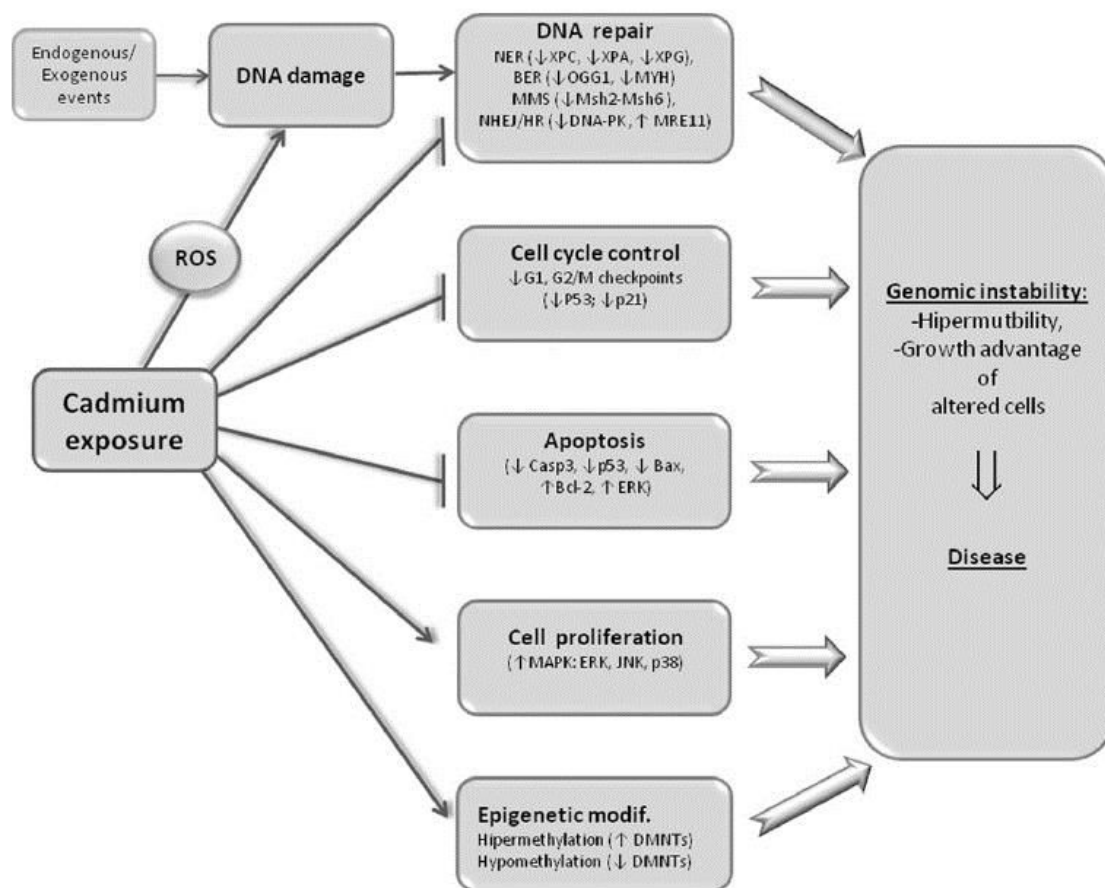 Endogenous/
Exogenous
events
DNA damage
DNA repair
NER (↓XPC, ↓XPA, ↓XPG),
BER (↓OGG1, ↓MYH)
MMS (↓Msh2-Msh6),
NHEJ/HR (↓DNA-PK, ↑ MRE11)
ROS
Cell cycle control
↓G1, G2/M checkpoints
(↓P53; ↓p21)
Cadmium
exposure
Apoptosis
(↓ Casp3, ↓p53, ↓ Bax,
↑Bcl-2, ↑ ERK)
Cell proliferation
(↑MAPK: ERK, JNK, p38)
Epigenetic modif.
Hipermethylation (↑ DMNTs)
Hypomethylation (↓ DMNTs)
Genomic instability:
-Hipermutbility,
-Growth advantage
of
altered cells
Disease